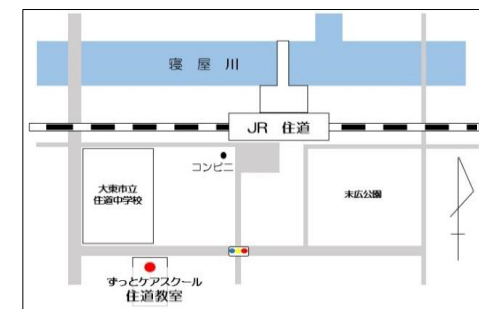 寝屋川
JR 住道
コンビニ
大東市立
住道中学校
末広公園
ずっとケアスクール
住道教室